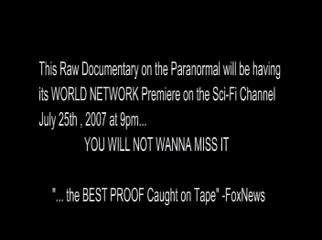 This Raw Documentary on the Paranormal will be having
its WORLD NETWORK Premiere on the Sci-Fi Channel
July 25th , 2007 at 9pm...
YOU WILL NOT WANNA MISS IT
"... the BEST PROOF Caught on Tape" -FoxNews